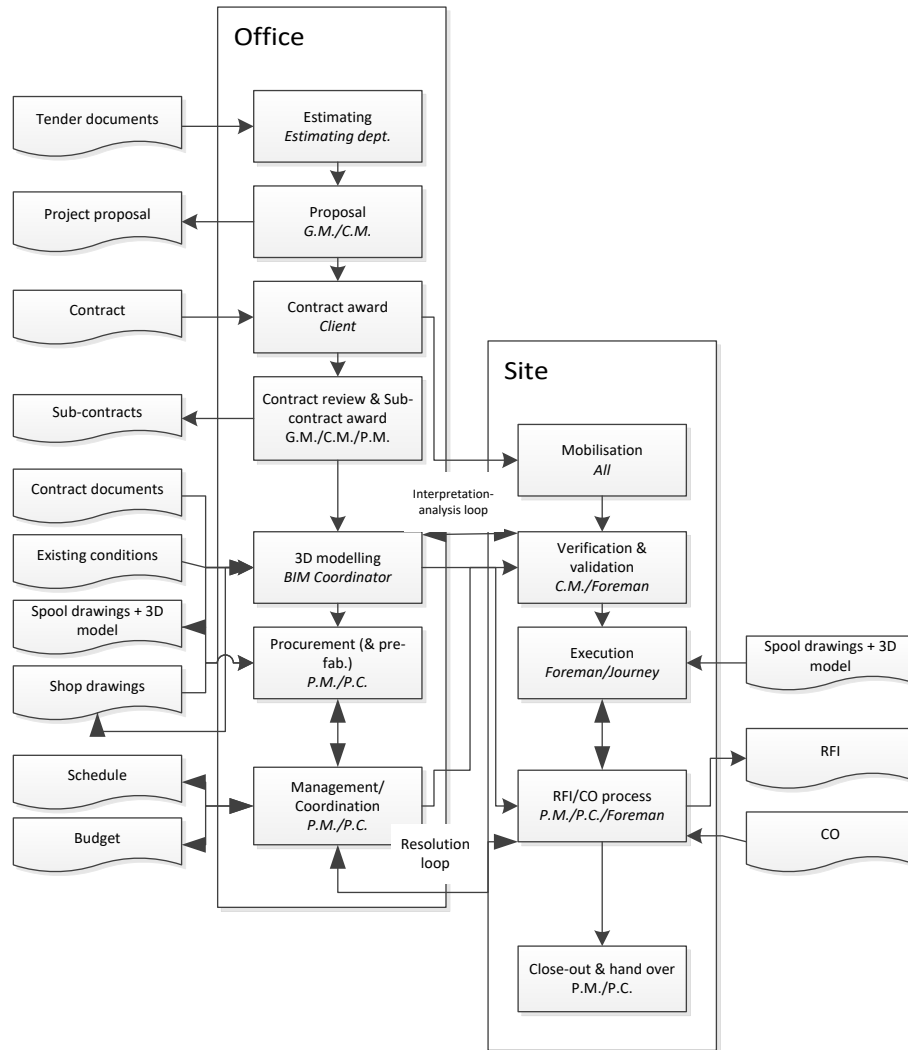 Office
Tender documents
Estimating
Estimating dept.
Project proposal
Proposal
G.M./C.M.
Contract
Contract award
Client
Site
Sub-contracts
Contract review & Sub-
contract award
G.M./C.M./P.M.
Mobilisation
All
Contract documents
Interpretation-
analysis loop
Existing conditions
3D modelling
BIM Coordinator
Verification &
validation
C.M./Foreman
Spool drawings + 3D
model
Procurement (& pre-
fab.)
P.M./P.C.
Execution
Foreman/Journey
Spool drawings + 3D
model
Shop drawings
Schedule
Management/
Coordination
P.M./P.C.
RFI/CO process
P.M./P.C./Foreman
RFI
Budget
Resolution
loop
CO
Close-out & hand over
P.M./P.C.